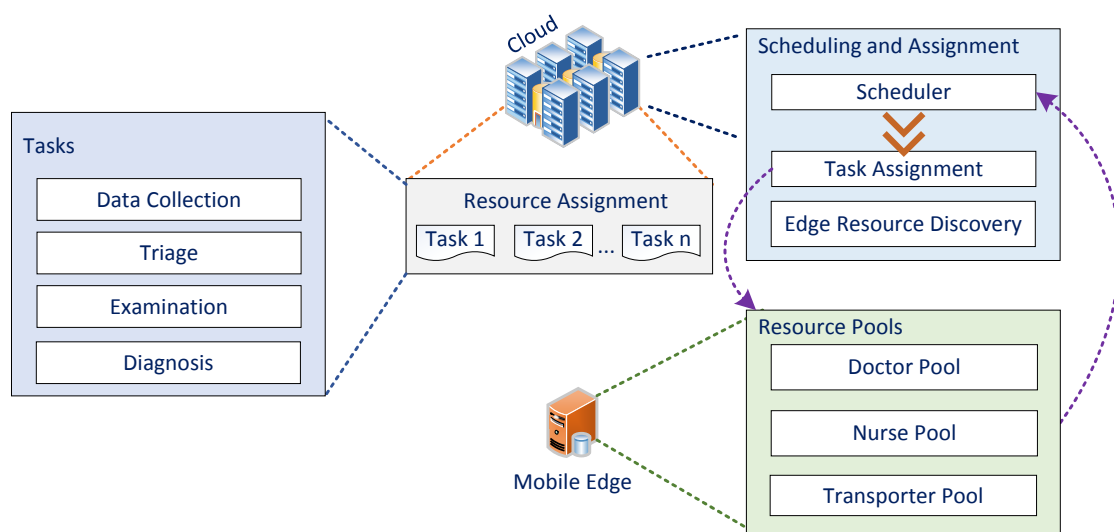 Cloud
Tasks
Data Collection
Triage
Examination
Diagnosis
Resource Assignment
Task 1
Task 2
...
Task n
Scheduling and Assignment
Scheduler
Task Assignment
Edge Resource Discovery
Mobile Edge
Resource Pools
Doctor Pool
Nurse Pool
Transporter Pool